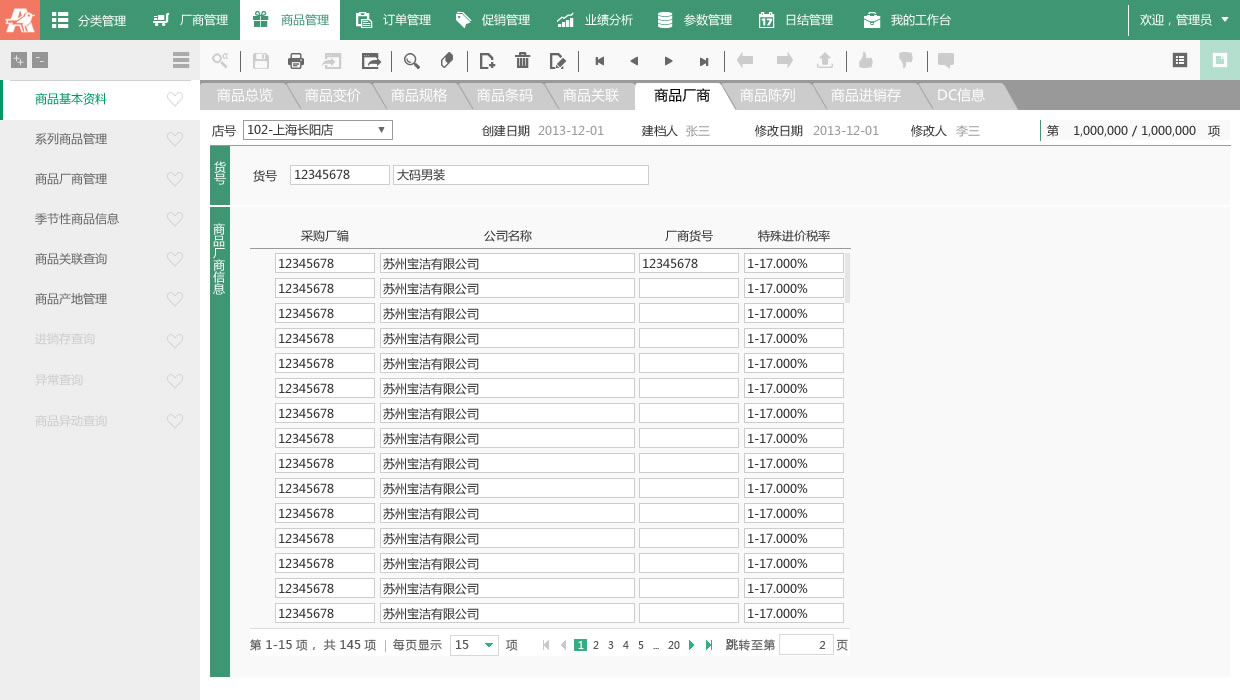 分类管理 厂商管理 商品管理 订单管理 促销管理 业绩分析 参数管理 日结管理 我的工作台 欢迎，管理员
商品基本资料
系列商品管理
商品厂商管理
季节性商品信息
商品关联查询
商品产地管理
进销存查询
异常查询
商品异动查询
商品总览 商品变价 商品规格 商品条码 商品关联 商品厂商 商品陈列 商品进销存 DC信息
店号 102-上海长阳店 创建日期 2013-12-01 建档人 张三 修改日期 2013-12-01 修改人 李三 第 1,000,000 / 1,000,000 项
货号
货号 12345678 大码男装
商品厂商信息
采购厂编 公司名称 厂商货号 特殊进价税率
12345678 苏州宝洁有限公司 12345678 1-17.000%
12345678 苏州宝洁有限公司 1-17.000%
12345678 苏州宝洁有限公司 1-17.000%
12345678 苏州宝洁有限公司 1-17.000%
12345678 苏州宝洁有限公司 1-17.000%
12345678 苏州宝洁有限公司 1-17.000%
12345678 苏州宝洁有限公司 1-17.000%
12345678 苏州宝洁有限公司 1-17.000%
12345678 苏州宝洁有限公司 1-17.000%
12345678 苏州宝洁有限公司 1-17.000%
12345678 苏州宝洁有限公司 1-17.000%
12345678 苏州宝洁有限公司 1-17.000%
12345678 苏州宝洁有限公司 1-17.000%
12345678 苏州宝洁有限公司 1-17.000%
12345678 苏州宝洁有限公司 1-17.000%
第 1-15 项，共 145 项 | 每页显示 15 项 1 2 3 4 5 ... 20 跳转至第 2 页